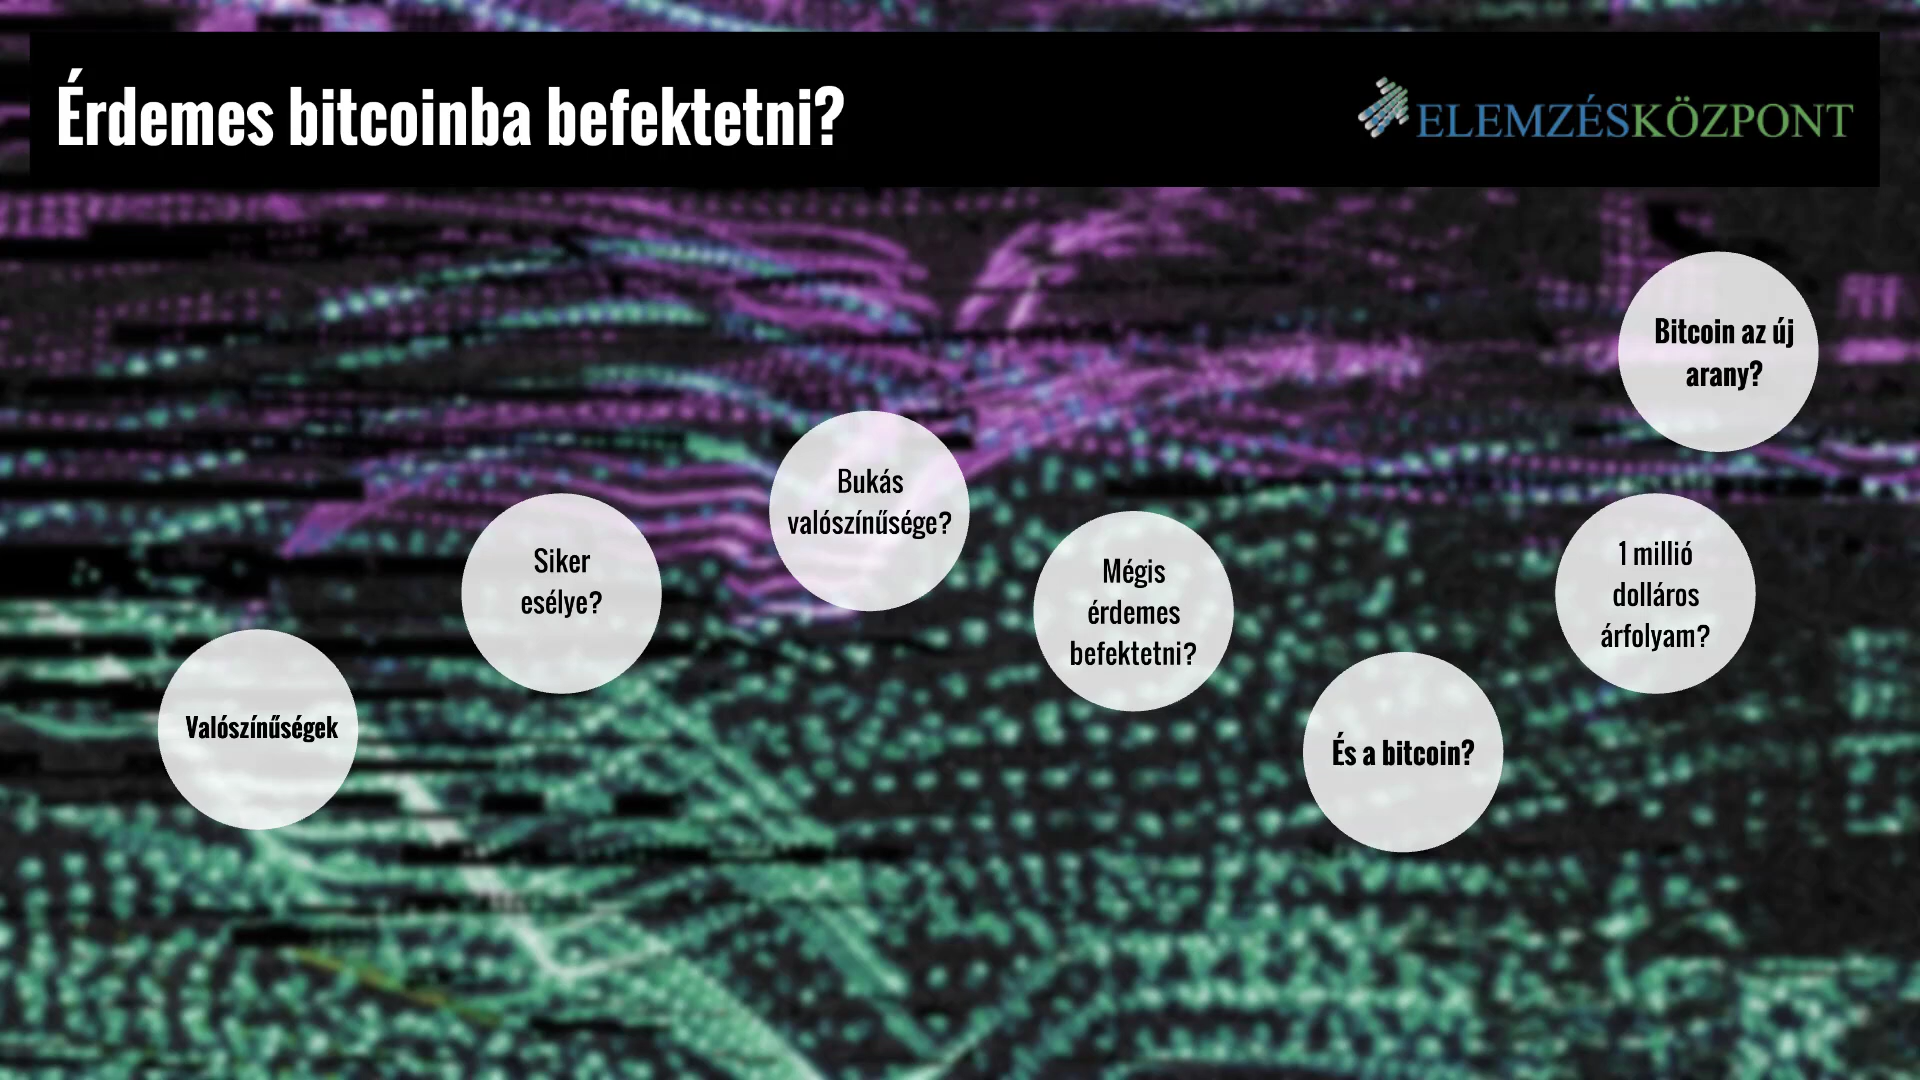 Érdemes bitcoinba befektetni?
ELEMZÉSKÖZPONT
Valószínűségek
Siker
esélye?
Bukás
valószínűsége?
Mégis
érdemes
befektetni?
És a bitcoin?
1 millió
dolláros
árfolyam?
Bitcoin az új
arany?